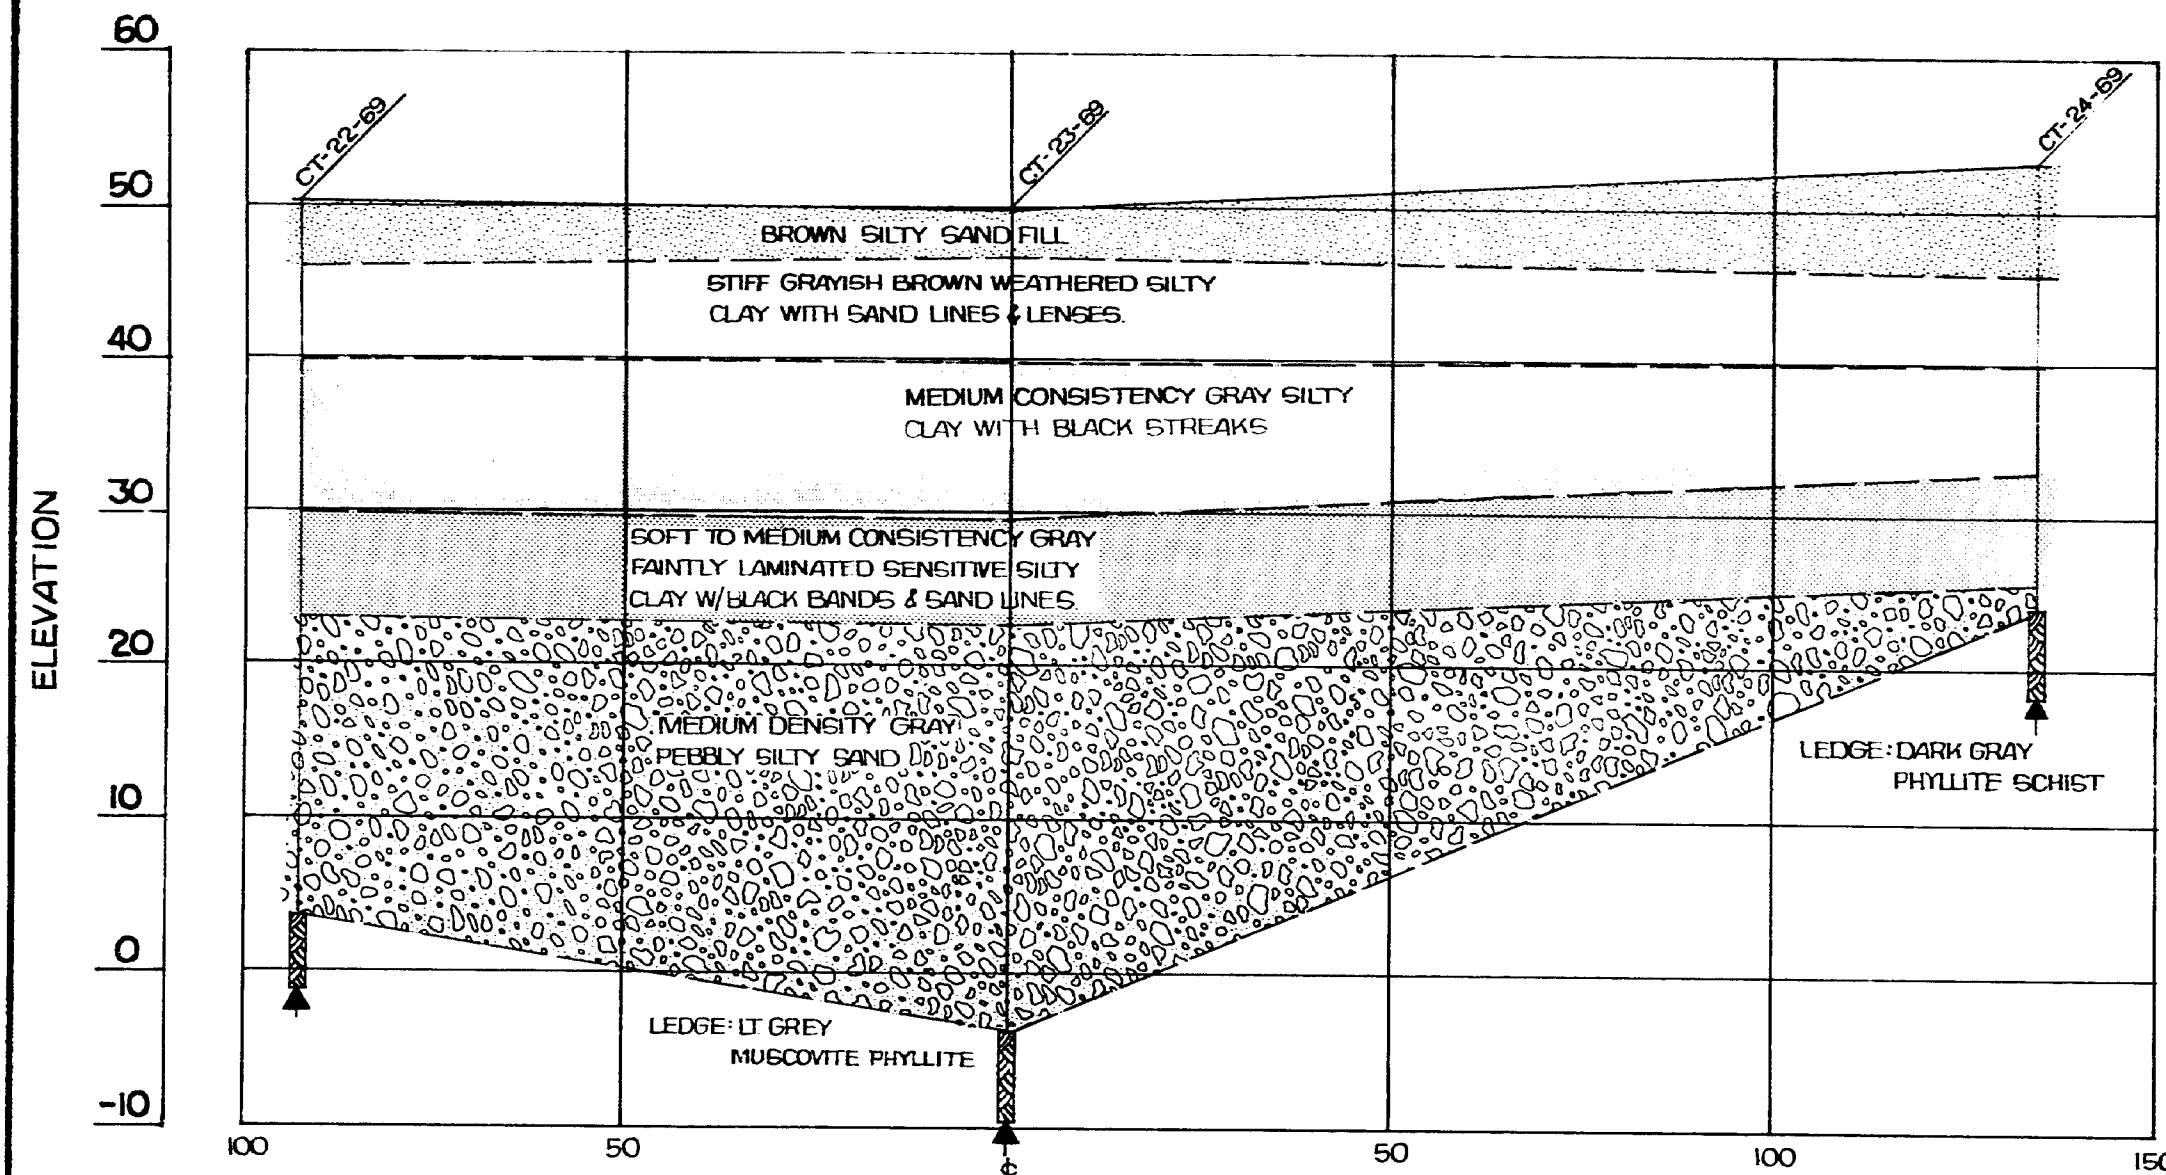 60
CT-22-69
CT-23-69
CT-24-69
50
BROWN SILTY SAND FILL
STIFF GRAYISH BROWN WEATHERED SILTY
CLAY WITH SAND LINES & LENSES.
40
MEDIUM CONSISTENCY GRAY SILTY
CLAY WITH BLACK STREAKS
30
ELEVATION
SOFT TO MEDIUM CONSISTENCY GRAY
FAINTLY LAMINATED SENSITIVE SILTY
CLAY W/BLACK BANDS & SAND LINES
20
MEDIUM DENSITY GRAY
PEBBLY SILTY SAND
LEDGE: DARK GRAY
PHYLLITE SCHIST
10
0
LEDGE: LT GREY
MUSCOVITE PHYLLITE
-10
100
50
℄
50
100